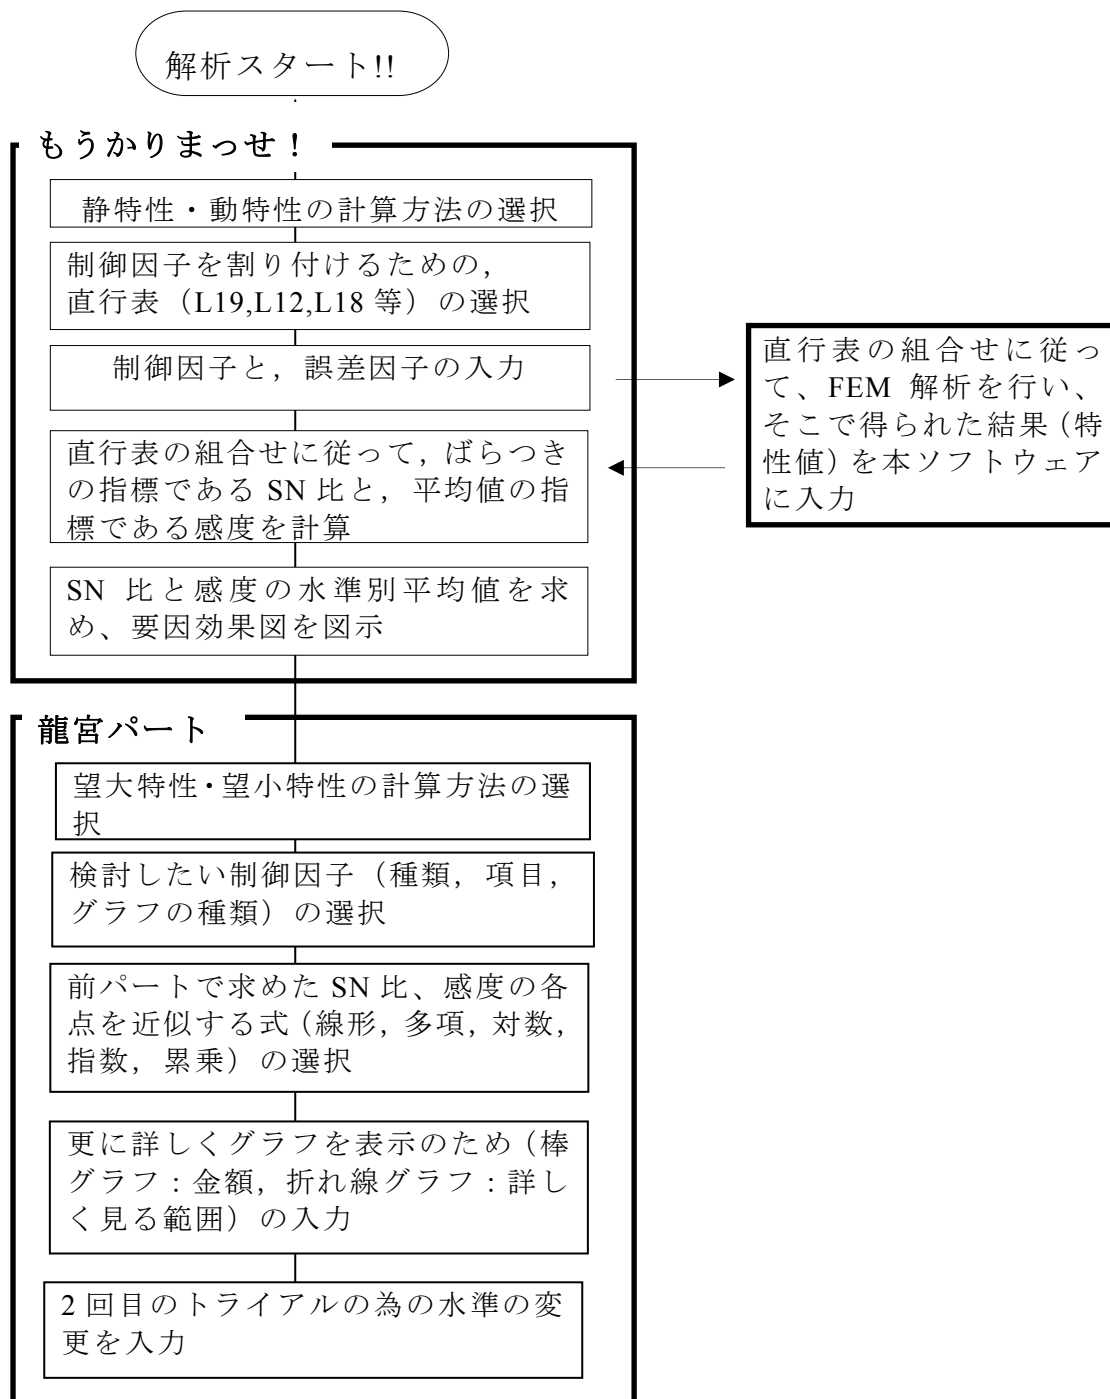 解析スタート!!
もうかりまっせ！
静特性・動特性の計算方法の選択
制御因子を割り付けるための，
直行表（L19,L12,L18 等）の選択
制御因子と，誤差因子の入力
直行表の組合せに従って，ばらつき
の指標である SN 比と，平均値の指
標である感度を計算
SN 比と感度の水準別平均値を求
め、要因効果図を図示
直行表の組合せに従っ
て、FEM 解析を行い、
そこで得られた結果（特
性値）を本ソフトウェア
に入力
龍宮パート
望大特性・望小特性の計算方法の選
択
検討したい制御因子（種類，項目，
グラフの種類）の選択
前パートで求めた SN 比、感度の各
点を近似する式（線形，多項，対数，
指数，累乗）の選択
更に詳しくグラフを表示のため（棒
グラフ：金額，折れ線グラフ：詳し
く見る範囲）の入力
2 回目のトライアルの為の水準の変
更を入力